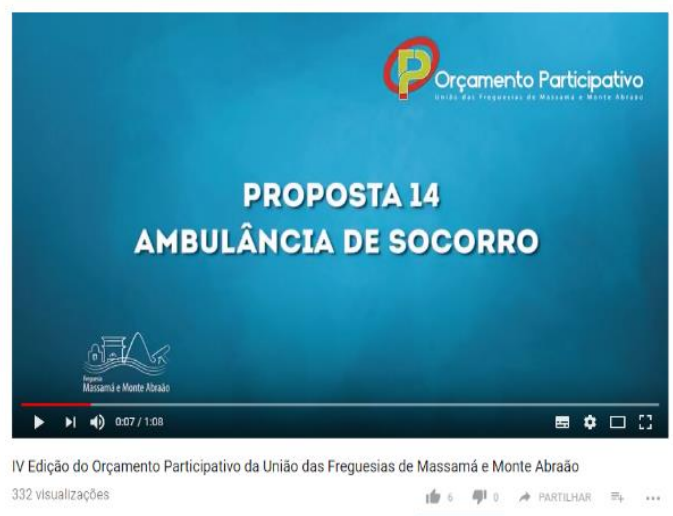 Orçamento Participativo
União das Freguesias de Massamá e Monte Abraão
PROPOSTA 14
AMBULÂNCIA DE SOCORRO
Freguesia
Massamá e Monte Abraão
0:07 / 1:08
IV Edição do Orçamento Participativo da União das Freguesias de Massamá e Monte Abraão
332 visualizações
6
0
PARTILHAR